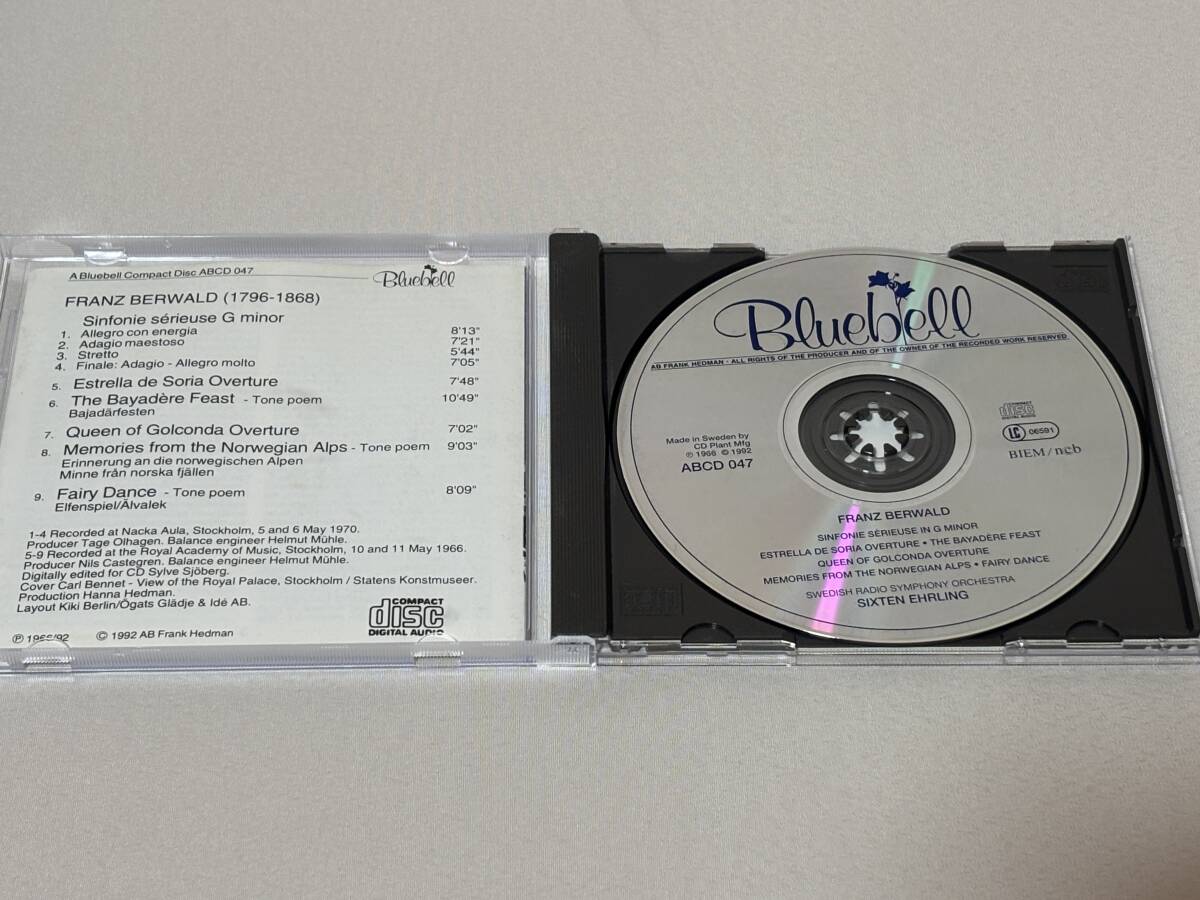 A Bluebell Compact Disc ABCD 047
Bluebell
FRANZ BERWALD (1796-1868)
Sinfonie sérieuse G minor
1. Allegro con energia 8'13"
2. Adagio maestoso 7'21"
3. Stretto 5'44"
4. Finale: Adagio - Allegro molto 7'05"
5. Estrella de Soria Overture 7'48"
6. The Bayadère Feast - Tone poem 10'49"
Bajadärfesten
7. Queen of Golconda Overture 7'02"
8. Memories from the Norwegian Alps - Tone poem 9'03"
Erinnerung an die norwegischen Alpen
Minne från norska fjällen
9. Fairy Dance - Tone poem 8'09"
Elfenspiel/Älvalek
1-4 Recorded at Nacka Aula, Stockholm, 5 and 6 May 1970.
Producer Tage Olhagen. Balance engineer Helmut Mühle.
5-9 Recorded at the Royal Academy of Music, Stockholm, 10 and 11 May 1966.
Producer Nils Castegren. Balance engineer Helmut Mühle.
Digitally edited for CD Sylve Sjöberg.
Cover Carl Bennet - View of the Royal Palace, Stockholm / Statens Konstmuseer.
Production Hanna Hedman.
Layout Kiki Berlin/Ögats Glädje & Idé AB.
COMPACT
disc
DIGITAL AUDIO
℗ 1966/92 © 1992 AB Frank Hedman
Bluebell
AB FRANK HEDMAN · ALL RIGHTS OF THE PRODUCER AND OF THE OWNER OF THE RECORDED WORK RESERVED
Made in Sweden by
CD Plant Mfg
℗ 1966 © 1992
ABCD 047
COMPACT
disc
DIGITAL AUDIO
LC 06591
BIEM / ncb
FRANZ BERWALD
SINFONIE SÉRIEUSE IN G MINOR
ESTRELLA DE SORIA OVERTURE • THE BAYADÈRE FEAST
QUEEN OF GOLCONDA OVERTURE
MEMORIES FROM THE NORWEGIAN ALPS • FAIRY DANCE
SWEDISH RADIO SYMPHONY ORCHESTRA
SIXTEN EHRLING